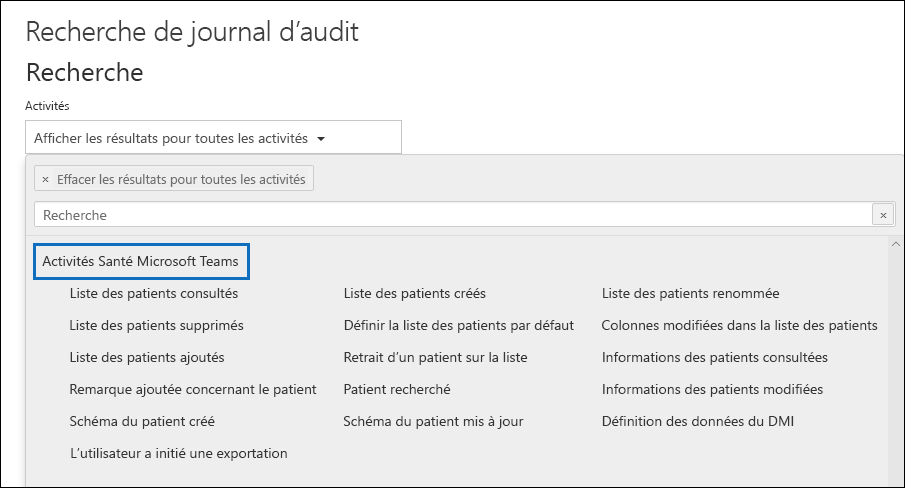 Recherche de journal d’audit
Recherche
Activités
Afficher les résultats pour toutes les activités
× Effacer les résultats pour toutes les activités
Recherche ×
Activités Santé Microsoft Teams
Liste des patients consultés Liste des patients créés Liste des patients renommée
Liste des patients supprimés Définir la liste des patients par défaut Colonnes modifiées dans la liste des patients
Liste des patients ajoutés Retrait d’un patient sur la liste Informations des patients consultées
Remarque ajoutée concernant le patient Patient recherché Informations des patients modifiées
Schéma du patient créé Schéma du patient mis à jour Définition des données du DMI
L’utilisateur a initié une exportation